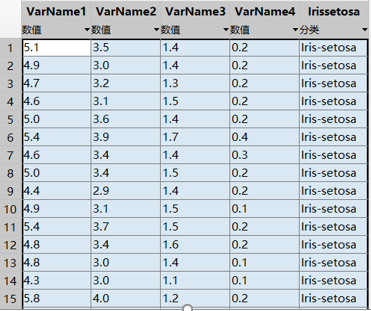 VarName1 VarName2 VarName3 VarName4 Irissetosa
数值 数值 数值 数值 分类
1 5.1 3.5 1.4 0.2 Iris-setosa
2 4.9 3.0 1.4 0.2 Iris-setosa
3 4.7 3.2 1.3 0.2 Iris-setosa
4 4.6 3.1 1.5 0.2 Iris-setosa
5 5.0 3.6 1.4 0.2 Iris-setosa
6 5.4 3.9 1.7 0.4 Iris-setosa
7 4.6 3.4 1.4 0.3 Iris-setosa
8 5.0 3.4 1.5 0.2 Iris-setosa
9 4.4 2.9 1.4 0.2 Iris-setosa
10 4.9 3.1 1.5 0.1 Iris-setosa
11 5.4 3.7 1.5 0.2 Iris-setosa
12 4.8 3.4 1.6 0.2 Iris-setosa
13 4.8 3.0 1.4 0.1 Iris-setosa
14 4.3 3.0 1.1 0.1 Iris-setosa
15 5.8 4.0 1.2 0.2 Iris-setosa